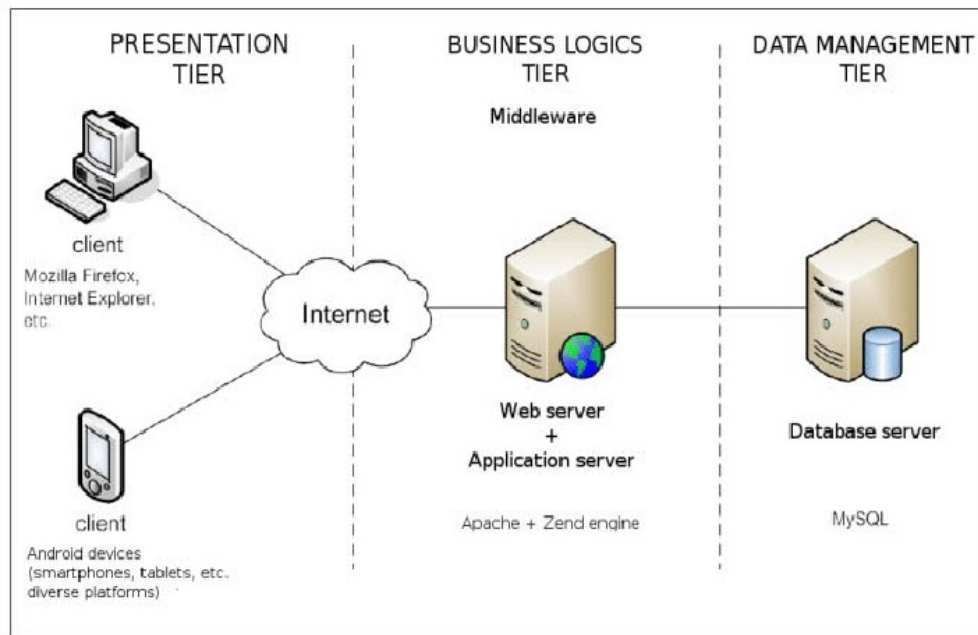 PRESENTATION
TIER
BUSINESS LOGICS
TIER
DATA MANAGEMENT
TIER
Middleware
client
Mozilla Firefox,
Internet Explorer,
etc.
Internet
Web server
+
Application server
Database server
Apache + Zend engine
MySQL
client
Android devices
(smartphones, tablets, etc.
diverse platforms)